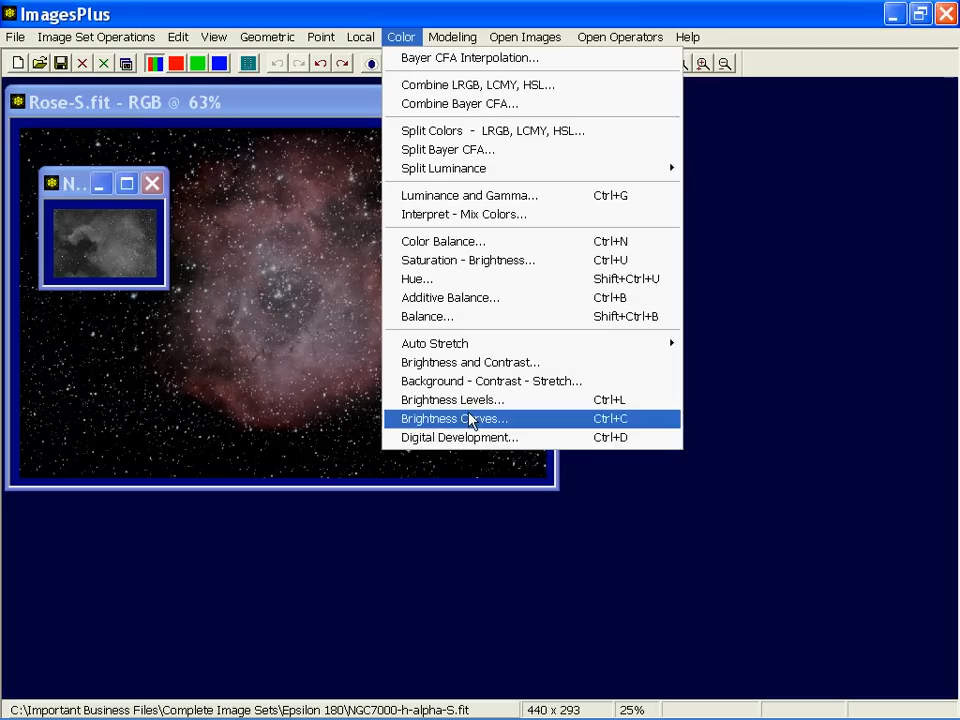 ImagesPlus
File Image Set Operations Edit View Geometric Point Local Color Modeling Open Images Open Operators Help
Rose-S.fit - RGB @ 63%
N..
Bayer CFA Interpolation...
Combine LRGB, LCMY, HSL...
Combine Bayer CFA...
Split Colors - LRGB, LCMY, HSL...
Split Bayer CFA...
Split Luminance
Luminance and Gamma... Ctrl+G
Interpret - Mix Colors...
Color Balance... Ctrl+N
Saturation - Brightness... Ctrl+U
Hue... Shift+Ctrl+U
Additive Balance... Ctrl+B
Balance... Shift+Ctrl+B
Auto Stretch
Brightness and Contrast...
Background - Contrast - Stretch...
Brightness Levels... Ctrl+L
Brightness Curves... Ctrl+C
Digital Development... Ctrl+D
C:\Important Business Files\Complete Image Sets\Epsilon 180\NGC7000-h-alpha-S.fit 440 x 293 25%